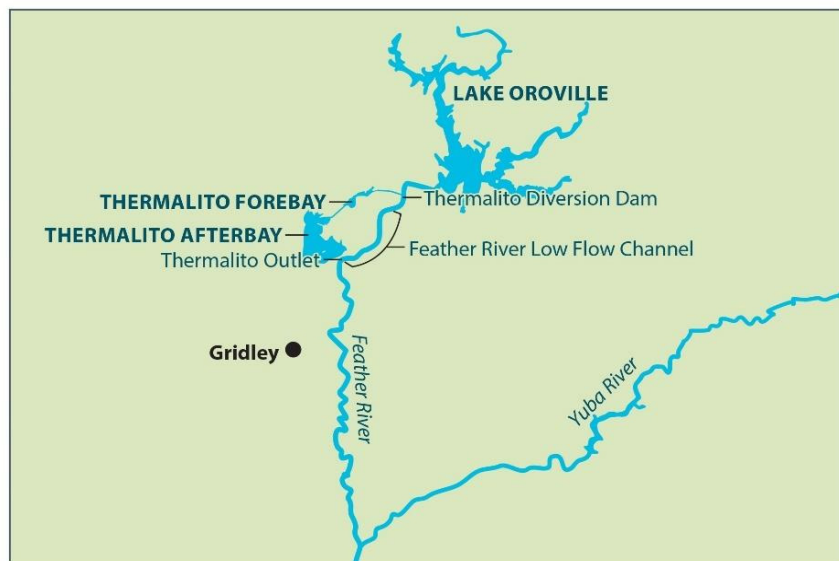 LAKE OROVILLE
THERMALITO FOREBAY
Thermalito Diversion Dam
THERMALITO AFTERBAY
Feather River Low Flow Channel
Thermalito Outlet
Gridley
Feather River
Yuba River